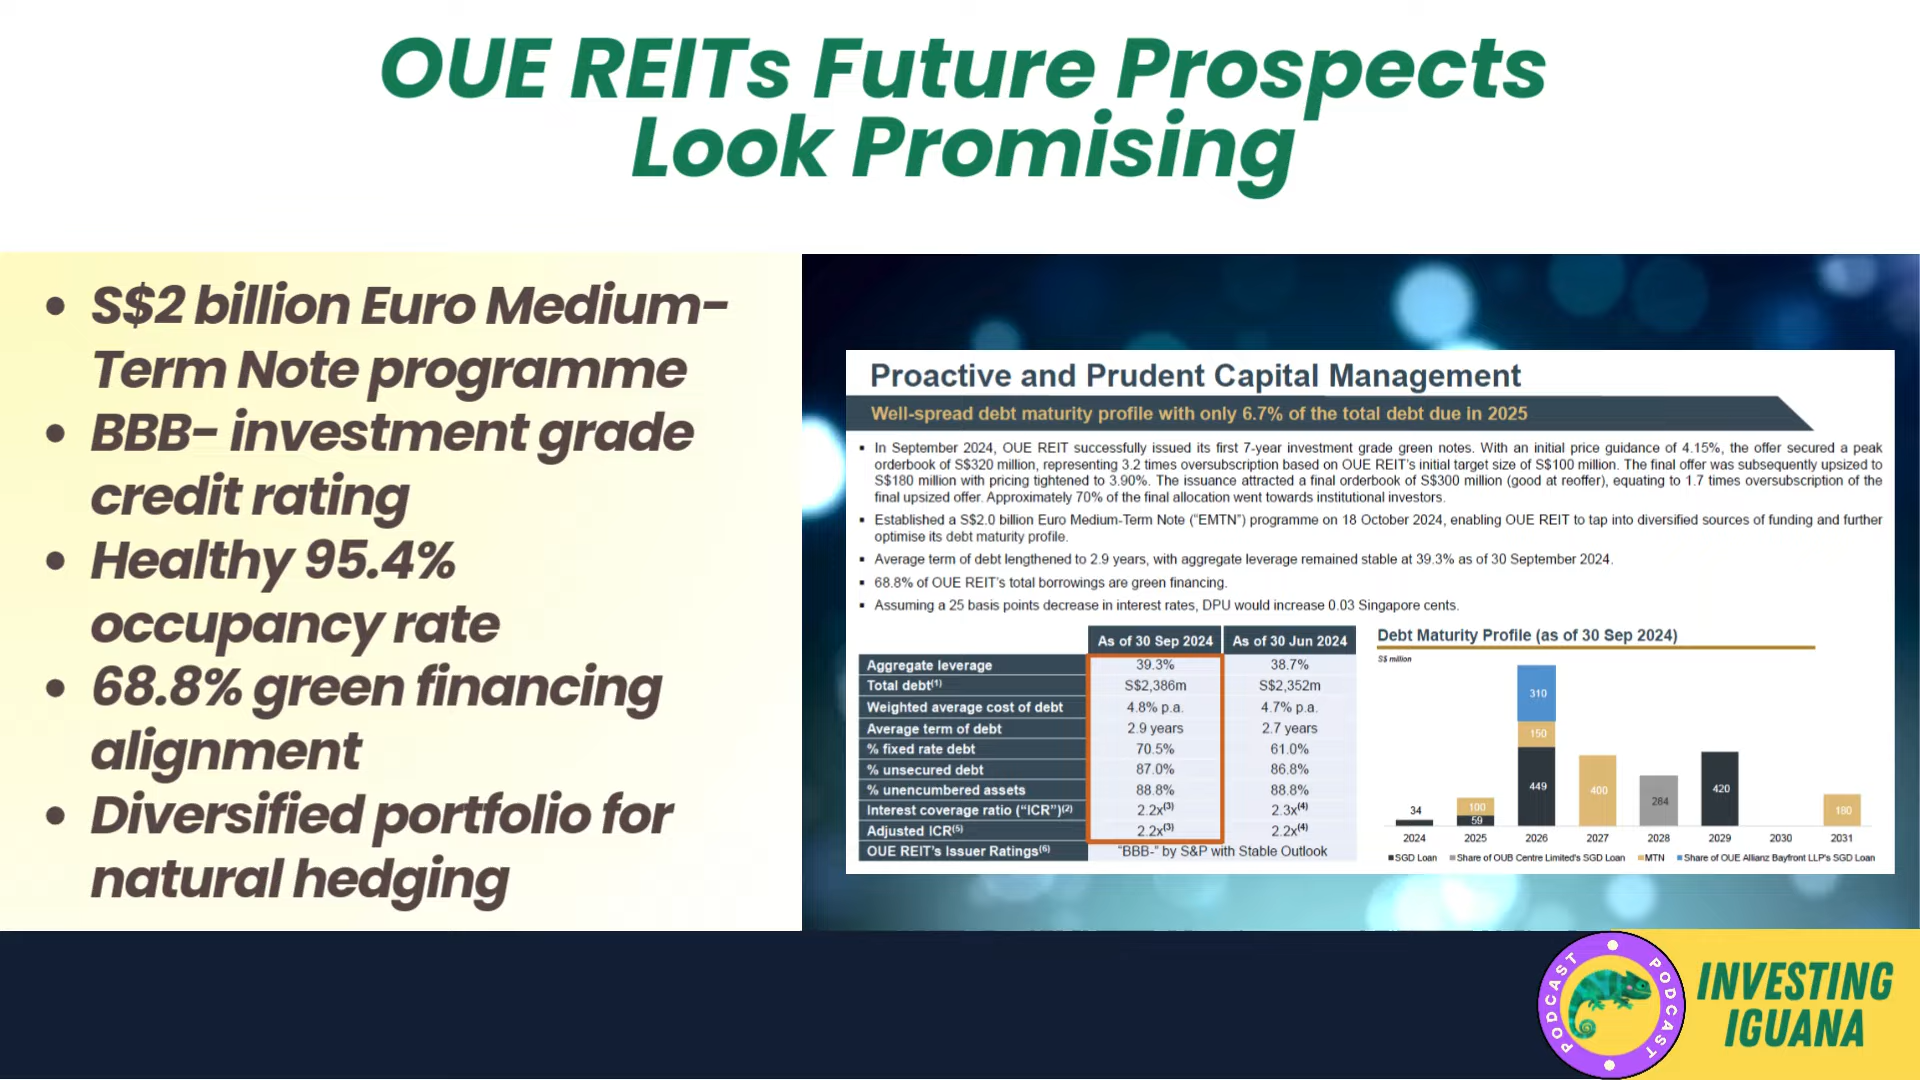 OUE REITs Future Prospects
Look Promising
• S$2 billion Euro Medium-
Term Note programme
• BBB- investment grade
credit rating
• Healthy 95.4%
occupancy rate
• 68.8% green financing
alignment
• Diversified portfolio for
natural hedging
Proactive and Prudent Capital Management
Well-spread debt maturity profile with only 6.7% of the total debt due in 2025
▪ In September 2024, OUE REIT successfully issued its first 7-year investment grade green notes. With an initial price guidance of 4.15%, the offer secured a peak
orderbook of S$320 million, representing 3.2 times oversubscription based on OUE REIT's initial target size of S$100 million. The final offer was subsequently upsized to
S$180 million with pricing tightened to 3.90%. The issuance attracted a final orderbook of S$300 million (good at reoffer), equating to 1.7 times oversubscription of the
final upsized offer. Approximately 70% of the final allocation went towards institutional investors.
▪ Established a S$2.0 billion Euro Medium-Term Note ("EMTN") programme on 18 October 2024, enabling OUE REIT to tap into diversified sources of funding and further
optimise its debt maturity profile.
▪ Average term of debt lengthened to 2.9 years, with aggregate leverage remained stable at 39.3% as of 30 September 2024.
▪ 68.8% of OUE REIT's total borrowings are green financing.
▪ Assuming a 25 basis points decrease in interest rates, DPU would increase 0.03 Singapore cents.
As of 30 Sep 2024 As of 30 Jun 2024
Aggregate leverage 39.3% 38.7%
Total debt(1) S$2,386m S$2,352m
Weighted average cost of debt 4.8% p.a. 4.7% p.a.
Average term of debt 2.9 years 2.7 years
% fixed rate debt 70.5% 61.0%
% unsecured debt 87.0% 86.8%
% unencumbered assets 88.8% 88.8%
Interest coverage ratio ("ICR")(2) 2.2x(3) 2.3x(4)
Adjusted ICR(5) 2.2x(3) 2.2x(4)
OUE REIT's Issuer Ratings(6) "BBB-" by S&P with Stable Outlook
Debt Maturity Profile (as of 30 Sep 2024)
S$ million
310
150
449
34
100
59
400
284
420
180
2024 2025 2026 2027 2028 2029 2030 2031
SGD Loan Share of OUB Centre Limited's SGD Loan MTN Share of OUE Allianz Bayfront LLP's SGD Loan
PODCAST
PODCAST
INVESTING
IGUANA